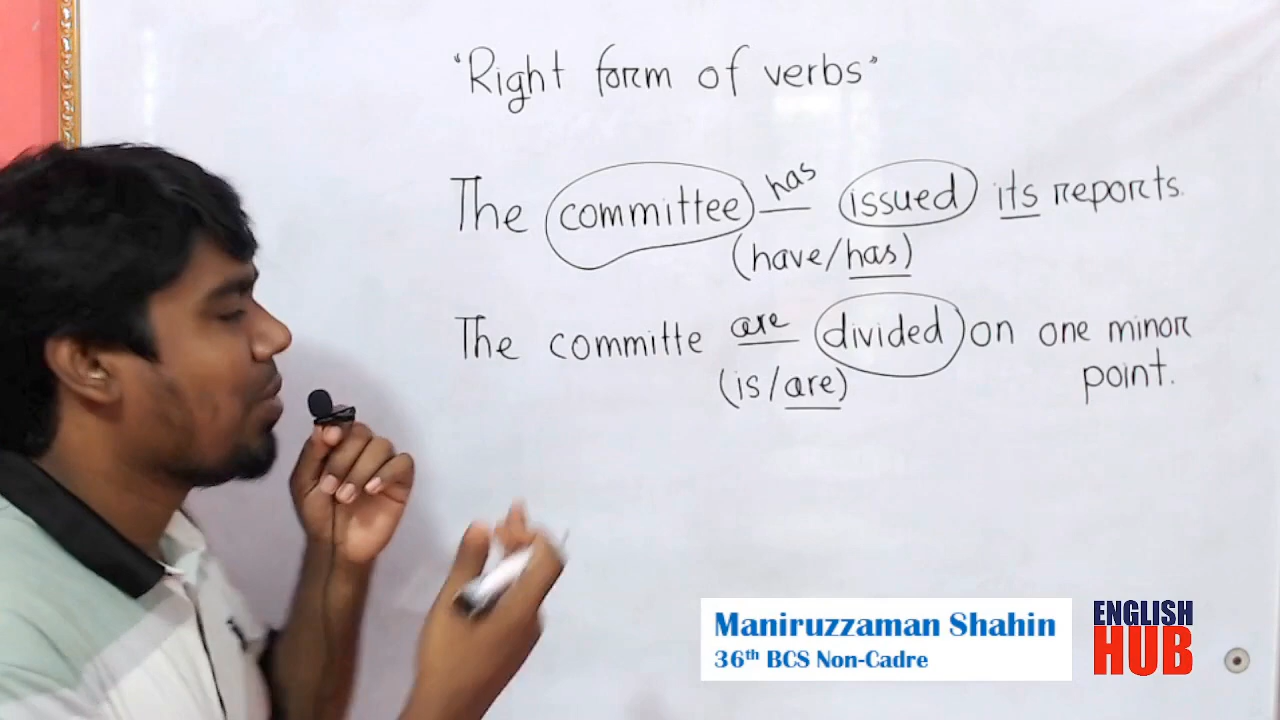 "Right form of verbs"
has
The committee __ issued its reports.
(have/has)
The committe are divided on one minor
(is/are) point.
Maniruzzaman Shahin
36th BCS Non-Cadre
ENGLISH
HUB